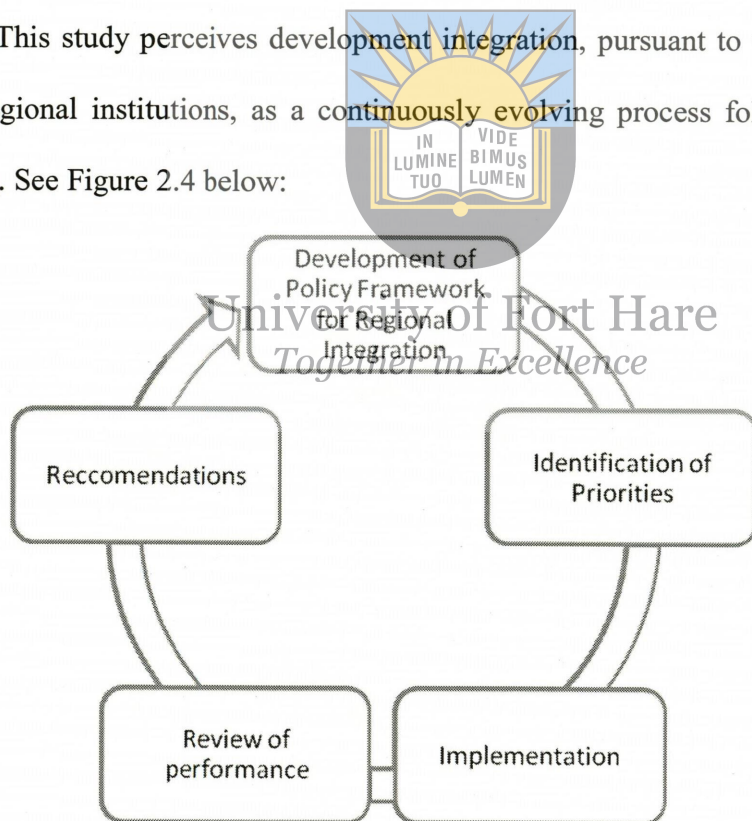 This study perceives development integration, pursuant to
gional institutions, as a continuously evolving process fo
. See Figure 2.4 below:
IN
LUMINE
TUO
VIDE
BIMUS
LUMEN
Development of
Policy Framework
for Regional
Integration
University of Fort Hare
Together in Excellence
Reccomendations
Identification of
Priorities
Review of
performance
Implementation